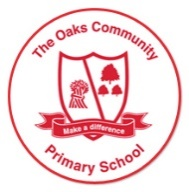 The Oaks Community
Make a difference
Primary School